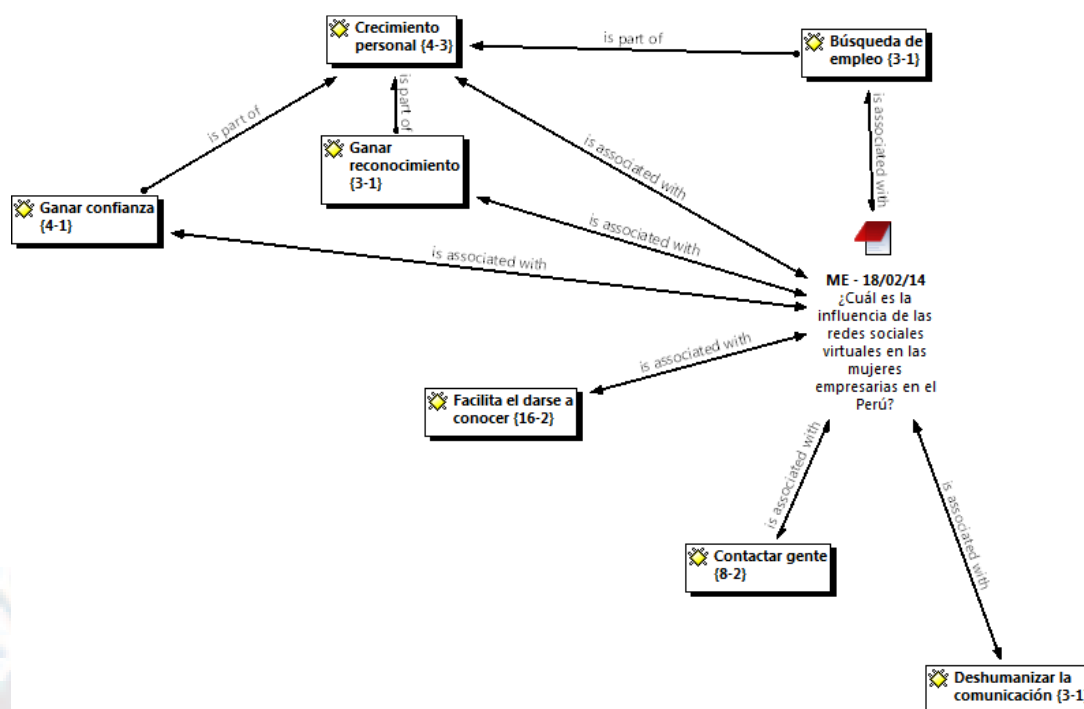 Crecimiento
personal {4-3}
is part of
Búsqueda de
empleo {3-1}
is part of
is part of
is associated with
Ganar
reconocimiento
{3-1}
is associated with
Ganar confianza
{4-1}
is associated with
is associated with
ME - 18/02/14
¿Cuál es la
influencia de las
redes sociales
virtuales en las
mujeres
empresarias en el
Perú?
is associated with
Facilita el darse a
conocer {16-2}
is associated with
is associated with
Contactar gente
{8-2}
Deshumanizar la
comunicación {3-1